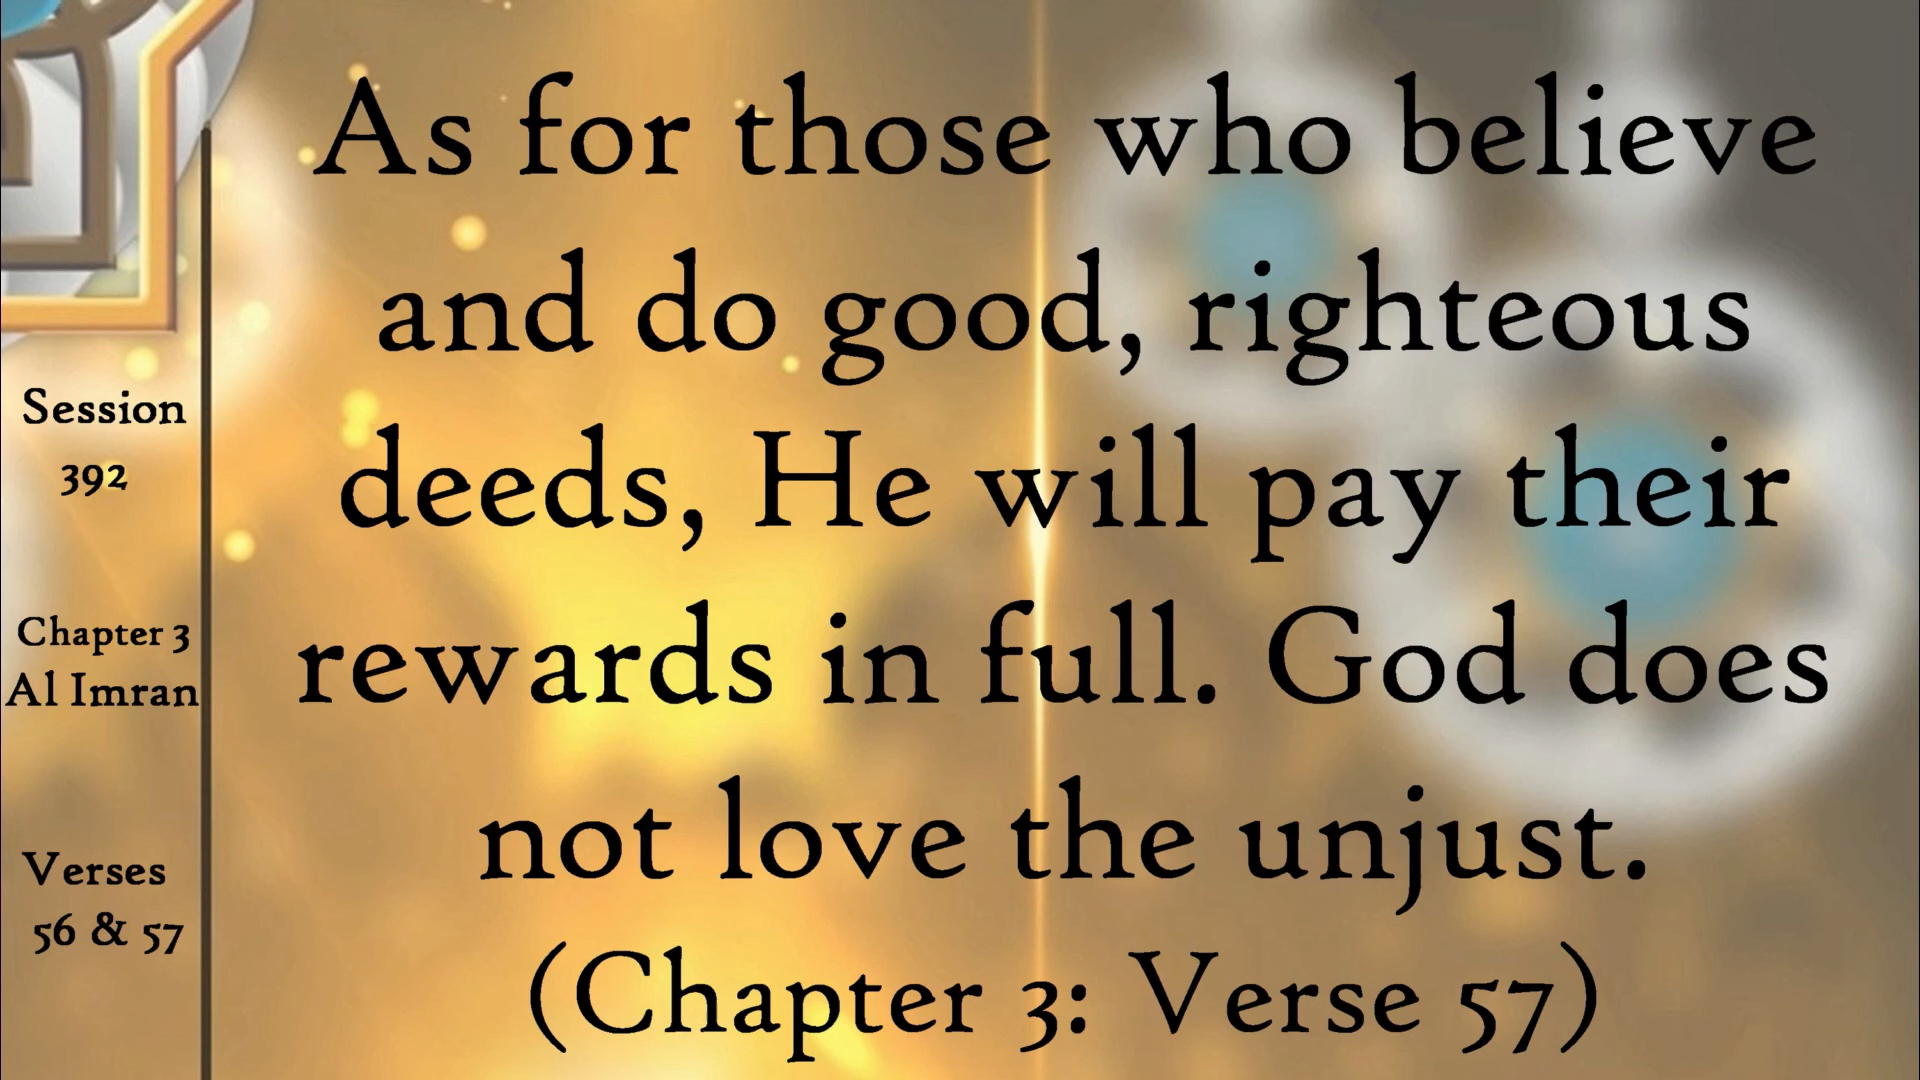 Session
392
Chapter 3
Al Imran
Verses
56 & 57
As for those who believe
and do good, righteous
deeds, He will pay their
rewards in full. God does
not love the unjust.
(Chapter 3: Verse 57)